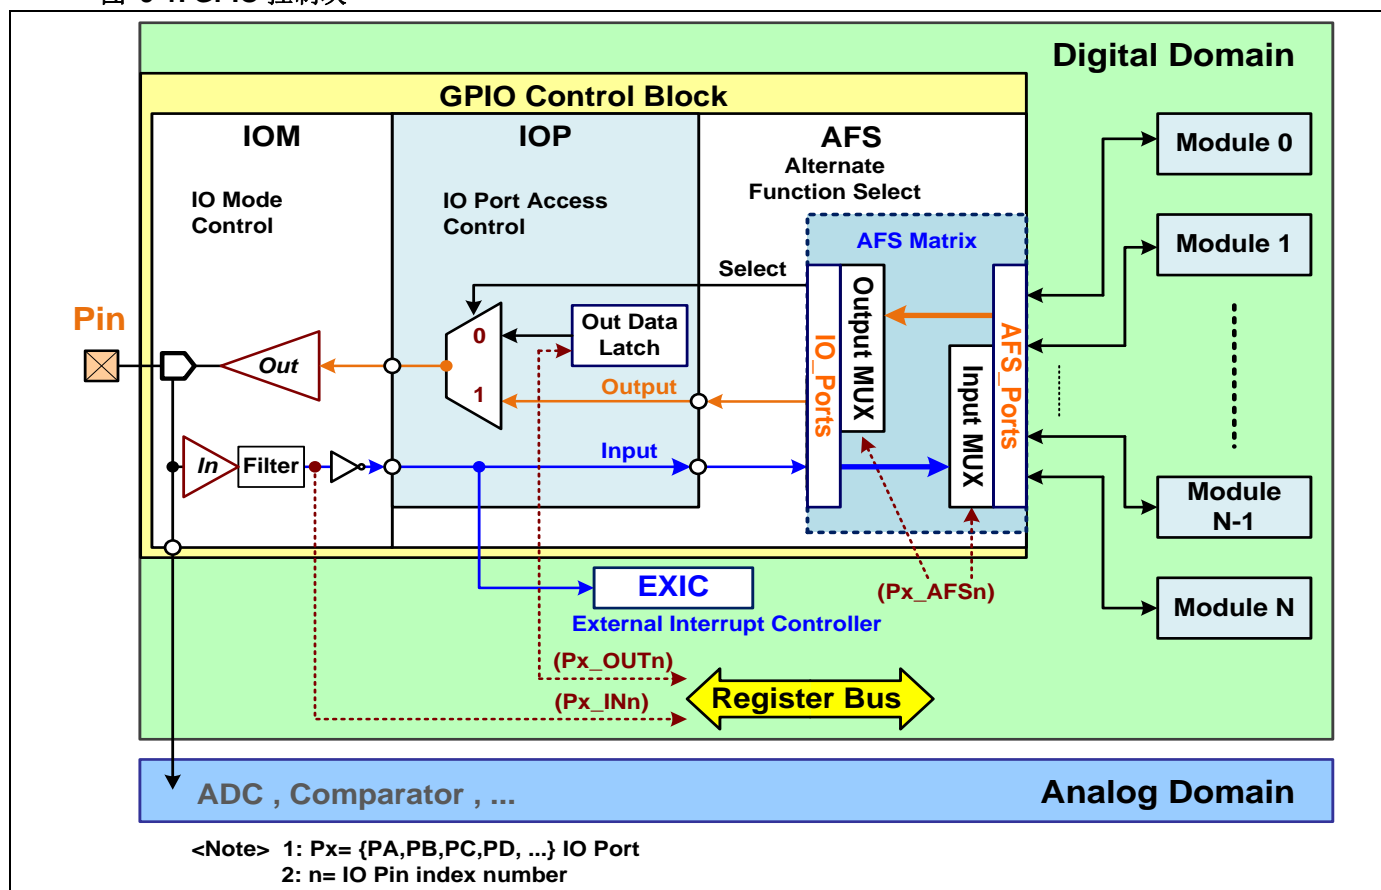 Digital Domain
GPIO Control Block
IOM
IOP
AFS
Alternate
Function Select
IO Mode
Control
IO Port Access
Control
AFS Matrix
Select
Pin
Out
0
1
Out Data
Latch
Output
Input
In
Filter
IO_Ports
Output MUX
Input MUX
AFS_Ports
Module 0
Module 1
Module
N-1
Module N
EXIC
External Interrupt Controller
(Px_AFSn)
(Px_OUTn)
(Px_INn)
Register Bus
ADC , Comparator , ...
Analog Domain
<Note> 1: Px= {PA,PB,PC,PD, ...} IO Port
2: n= IO Pin index number